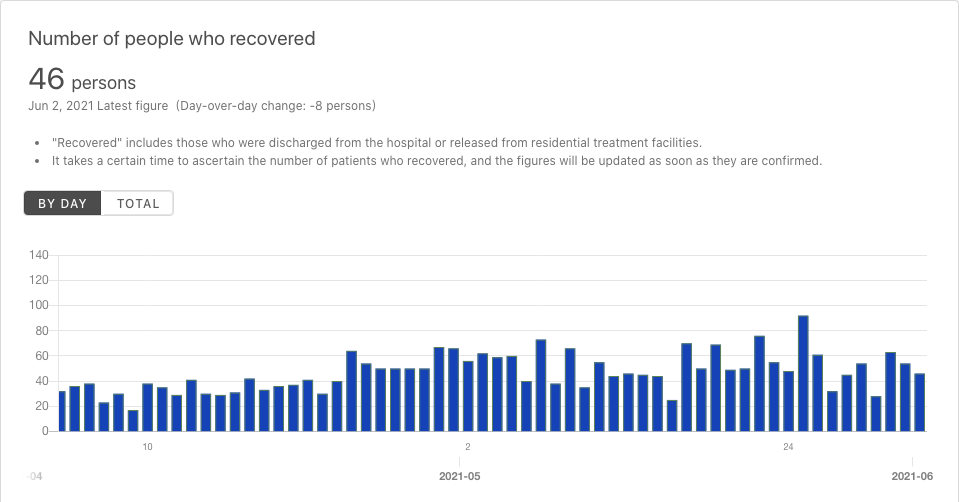 Number of people who recovered
46 persons
Jun 2, 2021 Latest figure (Day-over-day change: -8 persons)
• "Recovered" includes those who were discharged from the hospital or released from residential treatment facilities.
• It takes a certain time to ascertain the number of patients who recovered, and the figures will be updated as soon as they are confirmed.
BY DAY TOTAL
140
120
100
80
60
40
20
0
10 2 24
-04 2021-05 2021-06